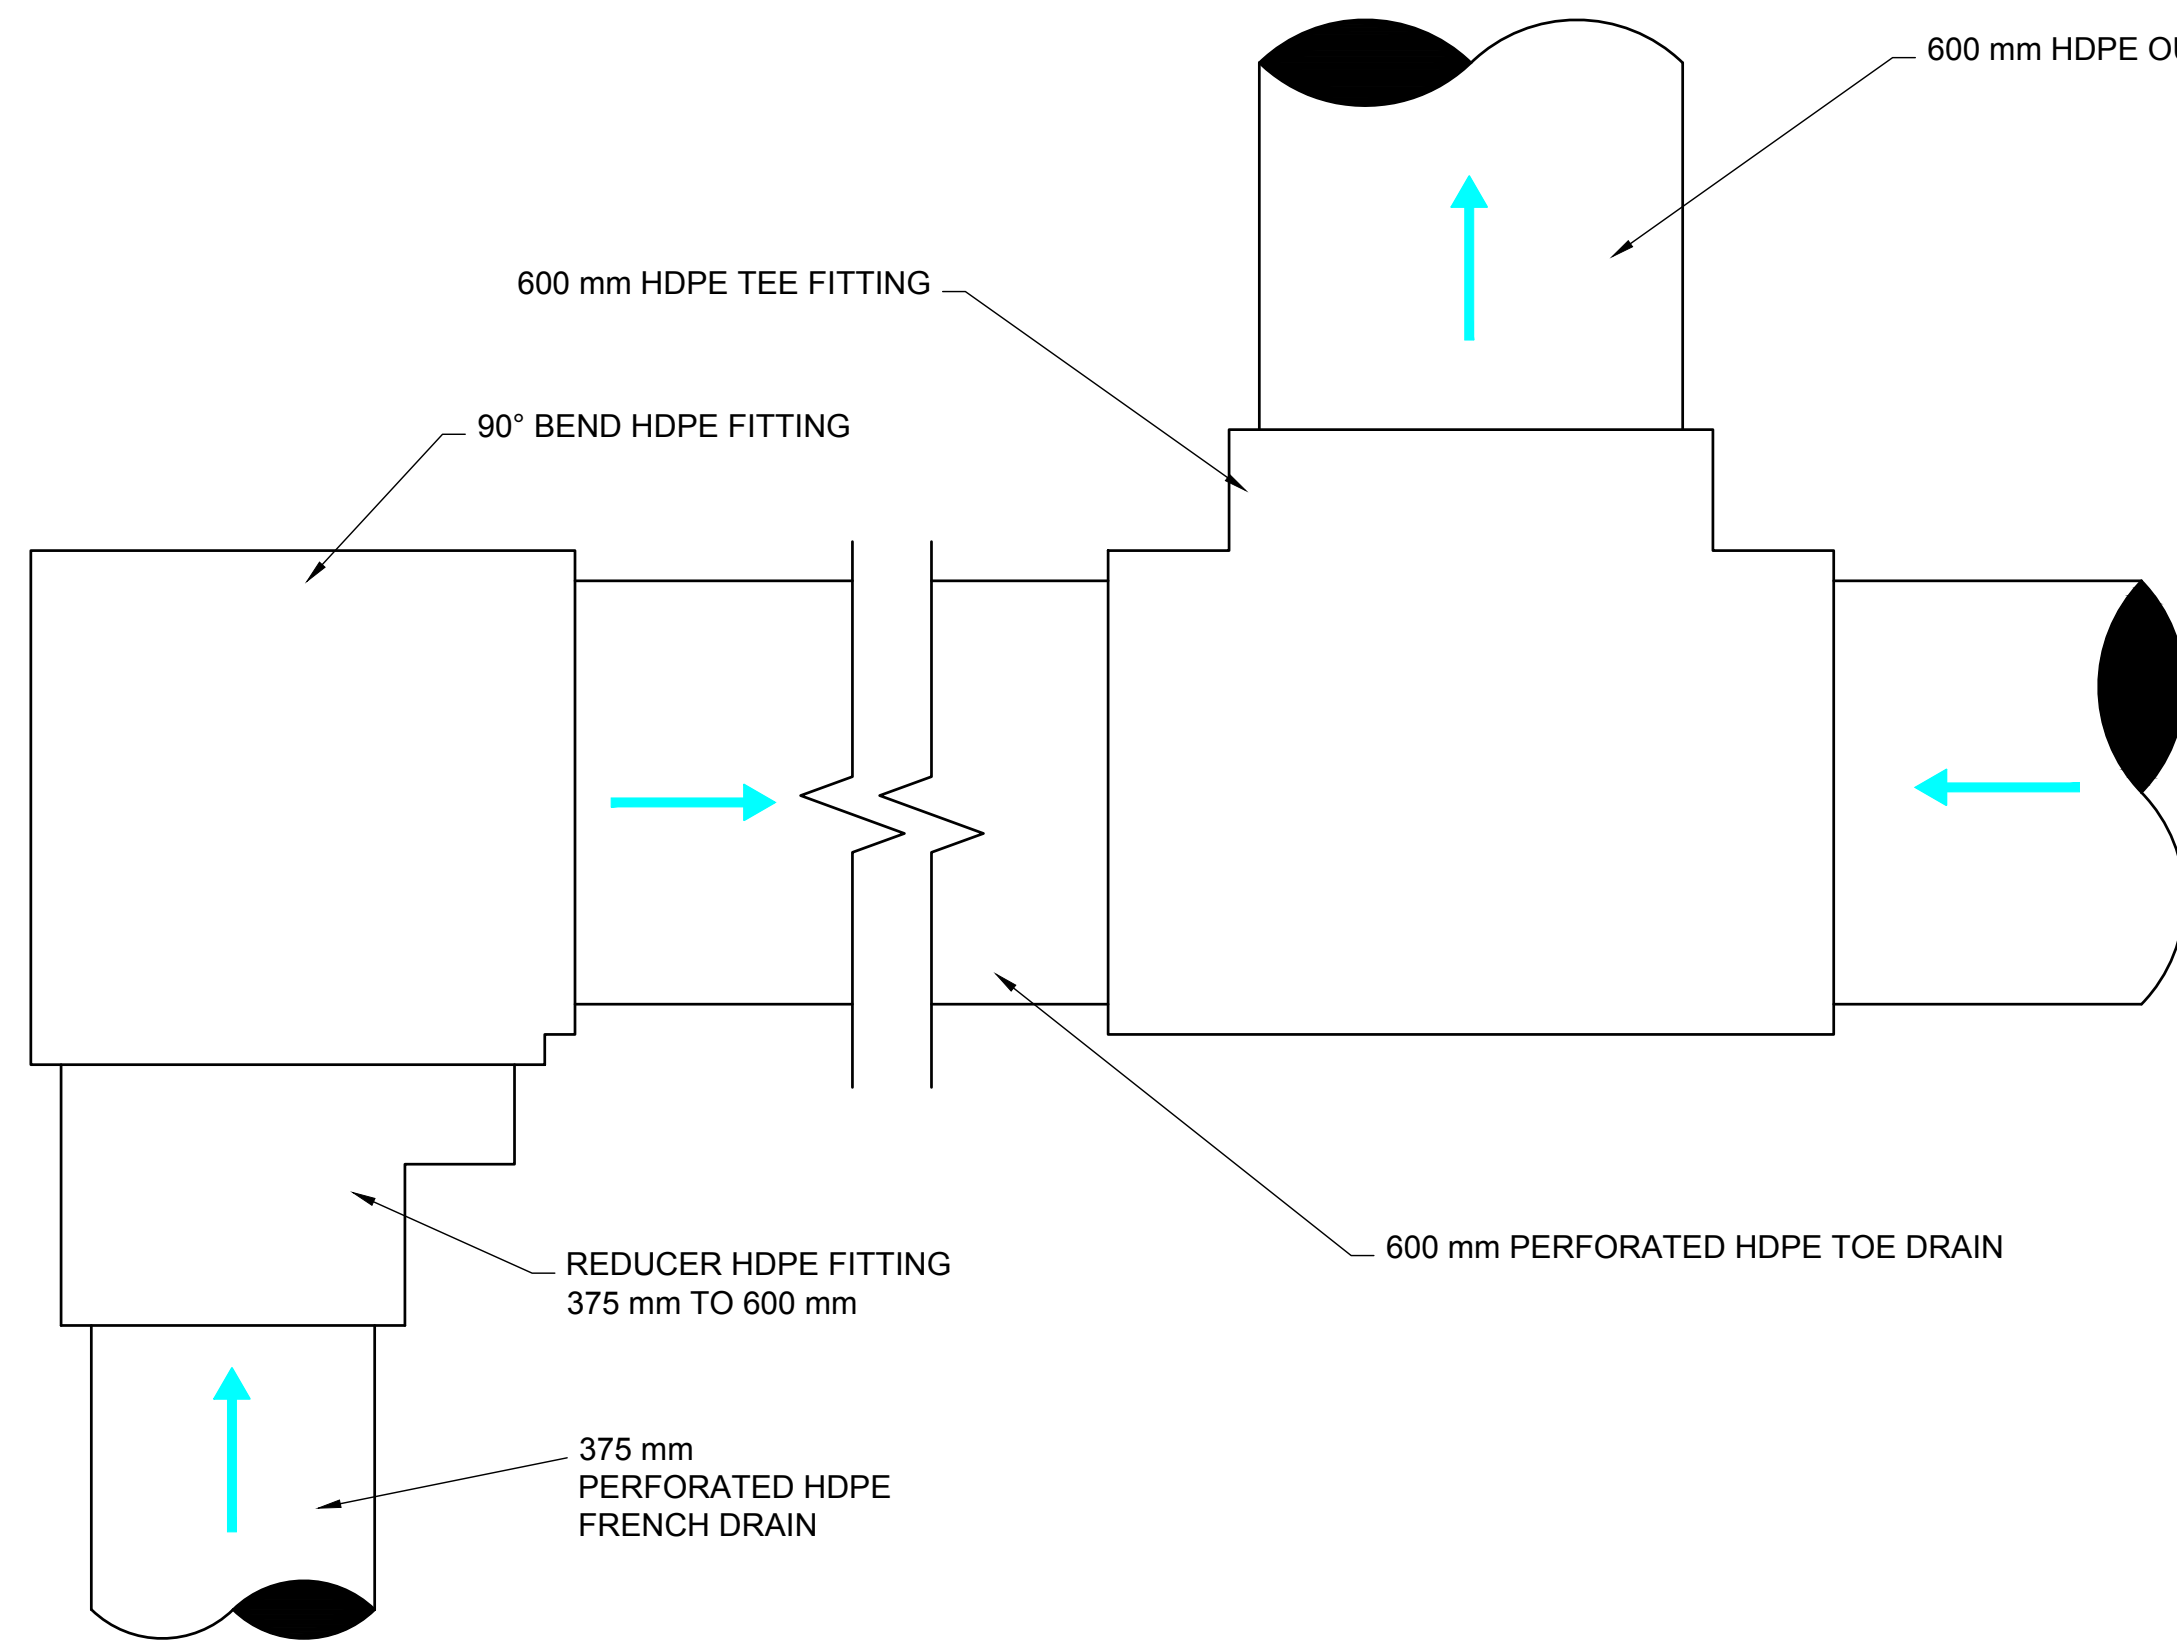 600 mm HDPE
600 mm HDPE TEE FITTING
90° BEND HDPE FITTING
600 mm PERFORATED HDPE TOE DRAIN
REDUCER HDPE FITTING
375 mm TO 600 mm
375 mm
PERFORATED HDPE
FRENCH DRAIN